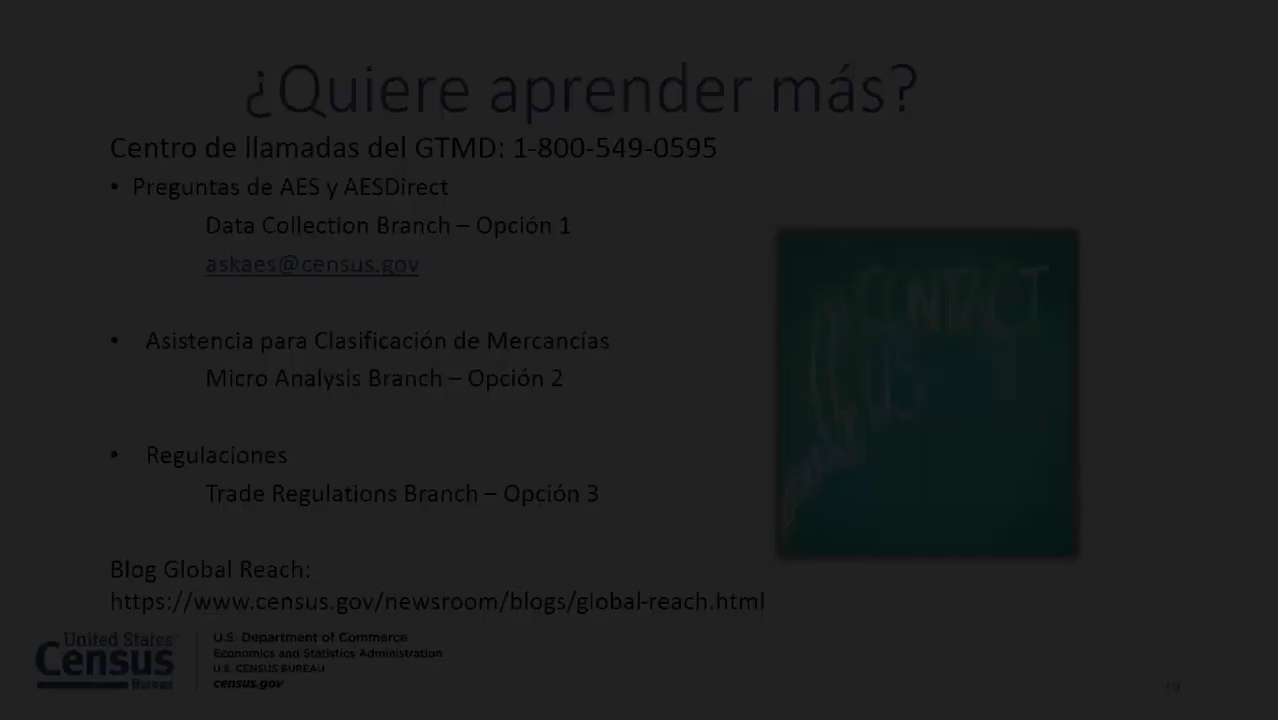 ¿Quiere aprender más?
Centro de llamadas del GTMD: 1-800-549-0595
• Preguntas de AES y AESDirect
Data Collection Branch – Opción 1
askaes@census.gov
• Asistencia para Clasificación de Mercancías
Micro Analysis Branch – Opción 2
• Regulaciones
Trade Regulations Branch – Opción 3
Blog Global Reach:
https://www.census.gov/newsroom/blogs/global-reach.html
CONTACT
US
United States
Census
Bureau
U.S. Department of Commerce
Economics and Statistics Administration
U.S. CENSUS BUREAU
census.gov